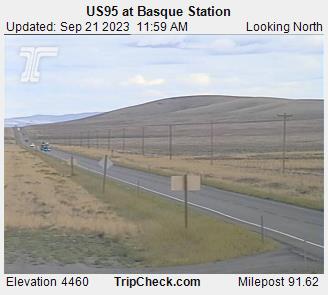 US95 at Basque Station
Updated: Sep 21 2023 11:59 AM Looking North
Elevation 4460 TripCheck.com Milepost 91.62